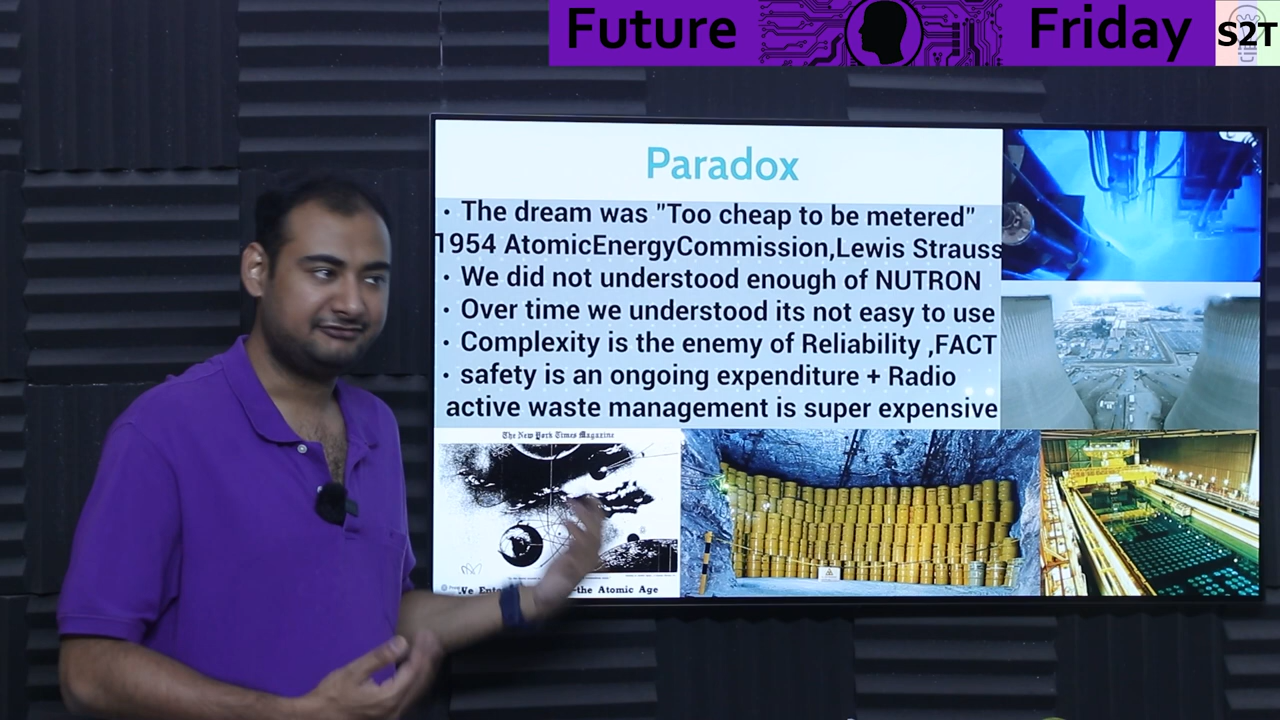 Future Friday S2T
Paradox
• The dream was "Too cheap to be metered"
1954 AtomicEnergyCommission,Lewis Strauss
• We did not understood enough of NUTRON
• Over time we understood its not easy to use
• Complexity is the enemy of Reliability ,FACT
• safety is an ongoing expenditure + Radio
active waste management is super expensive
The New York Times Magazine
the Atomic Age